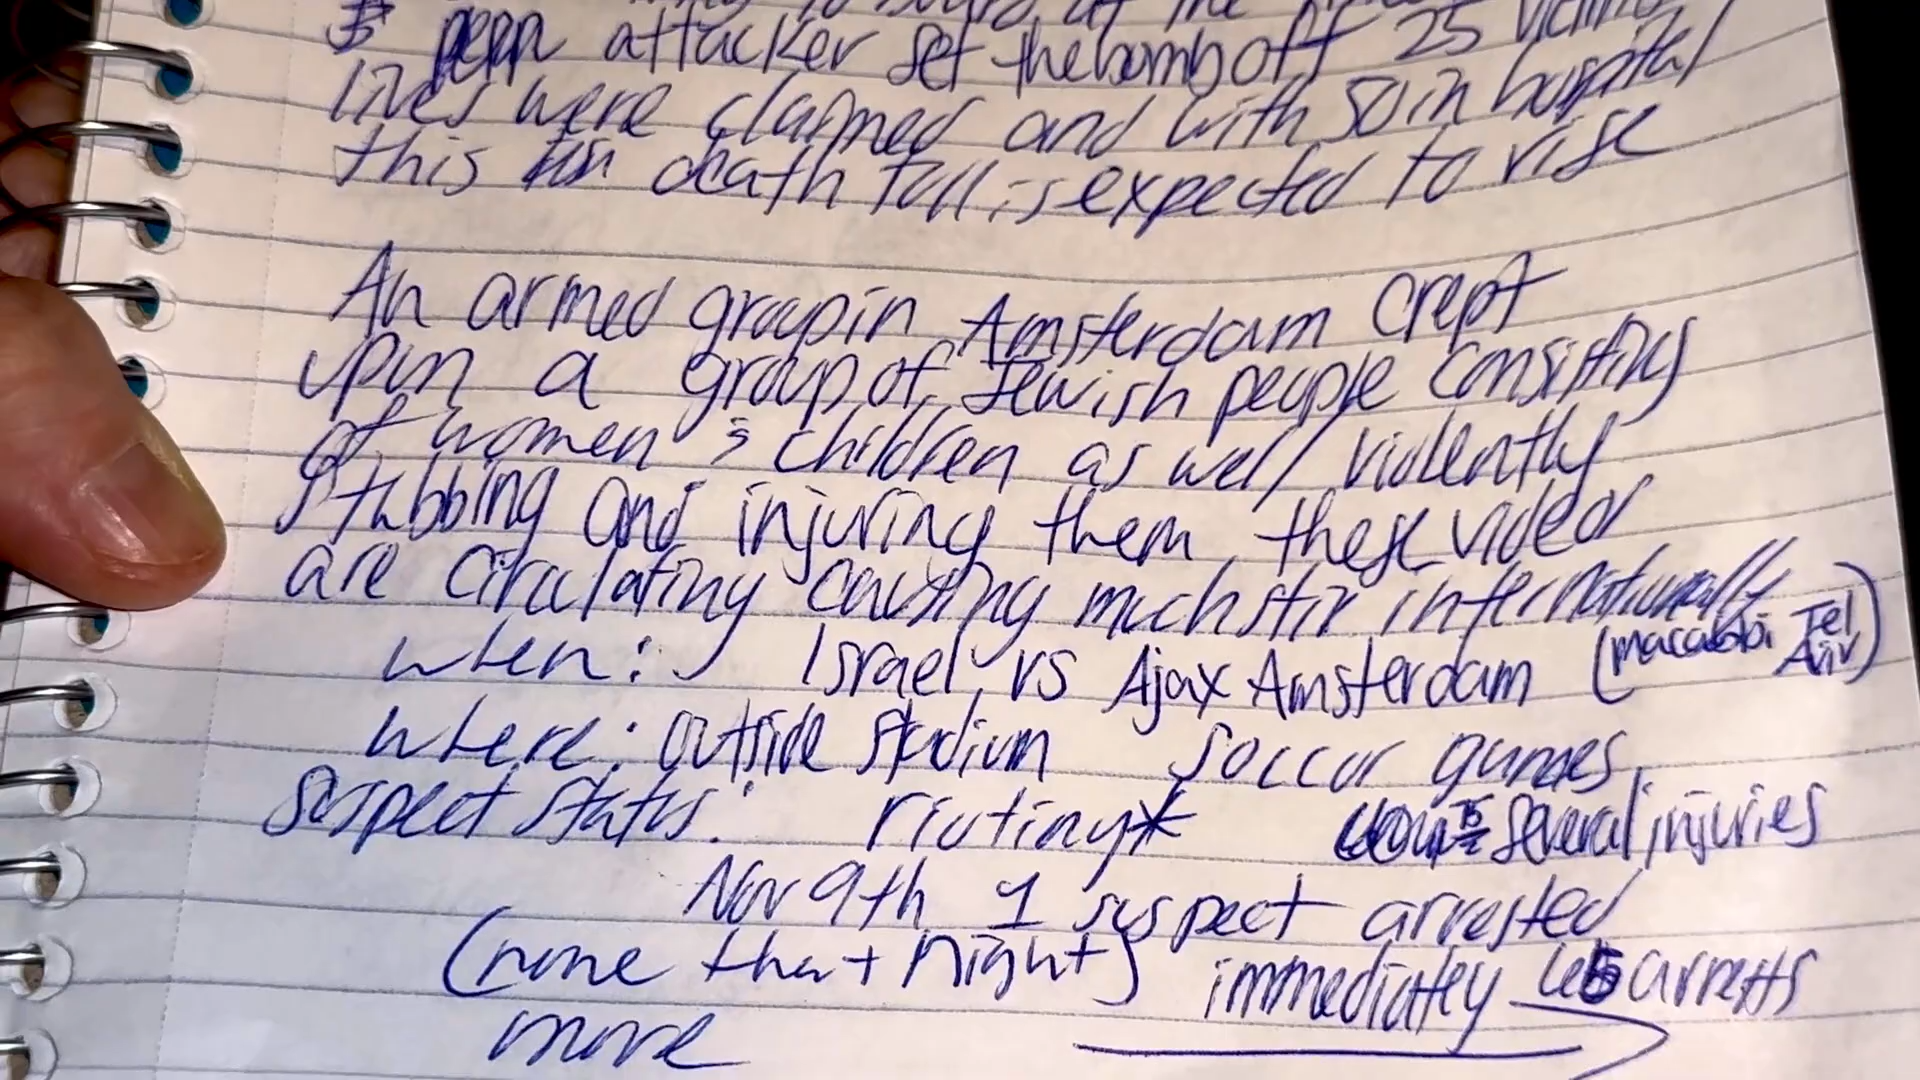 attacker set the bomb off 25
lives were claimed and with 50 in hospital
this death toll is expected to rise
An armed group in Amsterdam crept
upon a group of Jewish people consisting
of women & children as well violently
stabbing and injuring them, these videos
are circulating causing much stir internationally
when: Israel vs Ajax Amsterdam (macabbi Tel Aviv)
where: outside stadium soccor games
Suspect status: rioting* several injuries
Nov 9th 1 suspect arrested
(none that night) immediatley arrests
more